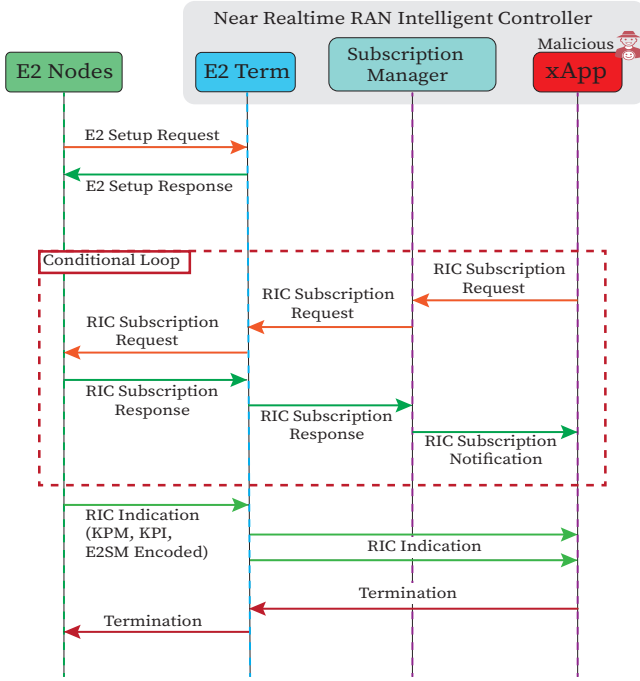 Near Realtime RAN Intelligent Controller
Malicious
E2 Nodes
E2 Term
Subscription
Manager
xApp
E2 Setup Request
E2 Setup Response
Conditional Loop
RIC Subscription
Request
RIC Subscription
Request
RIC Subscription
Request
RIC Subscription
Response
RIC Subscription
Response
RIC Subscription
Notification
RIC Indication
(KPM, KPI,
E2SM Encoded)
RIC Indication
Termination
Termination